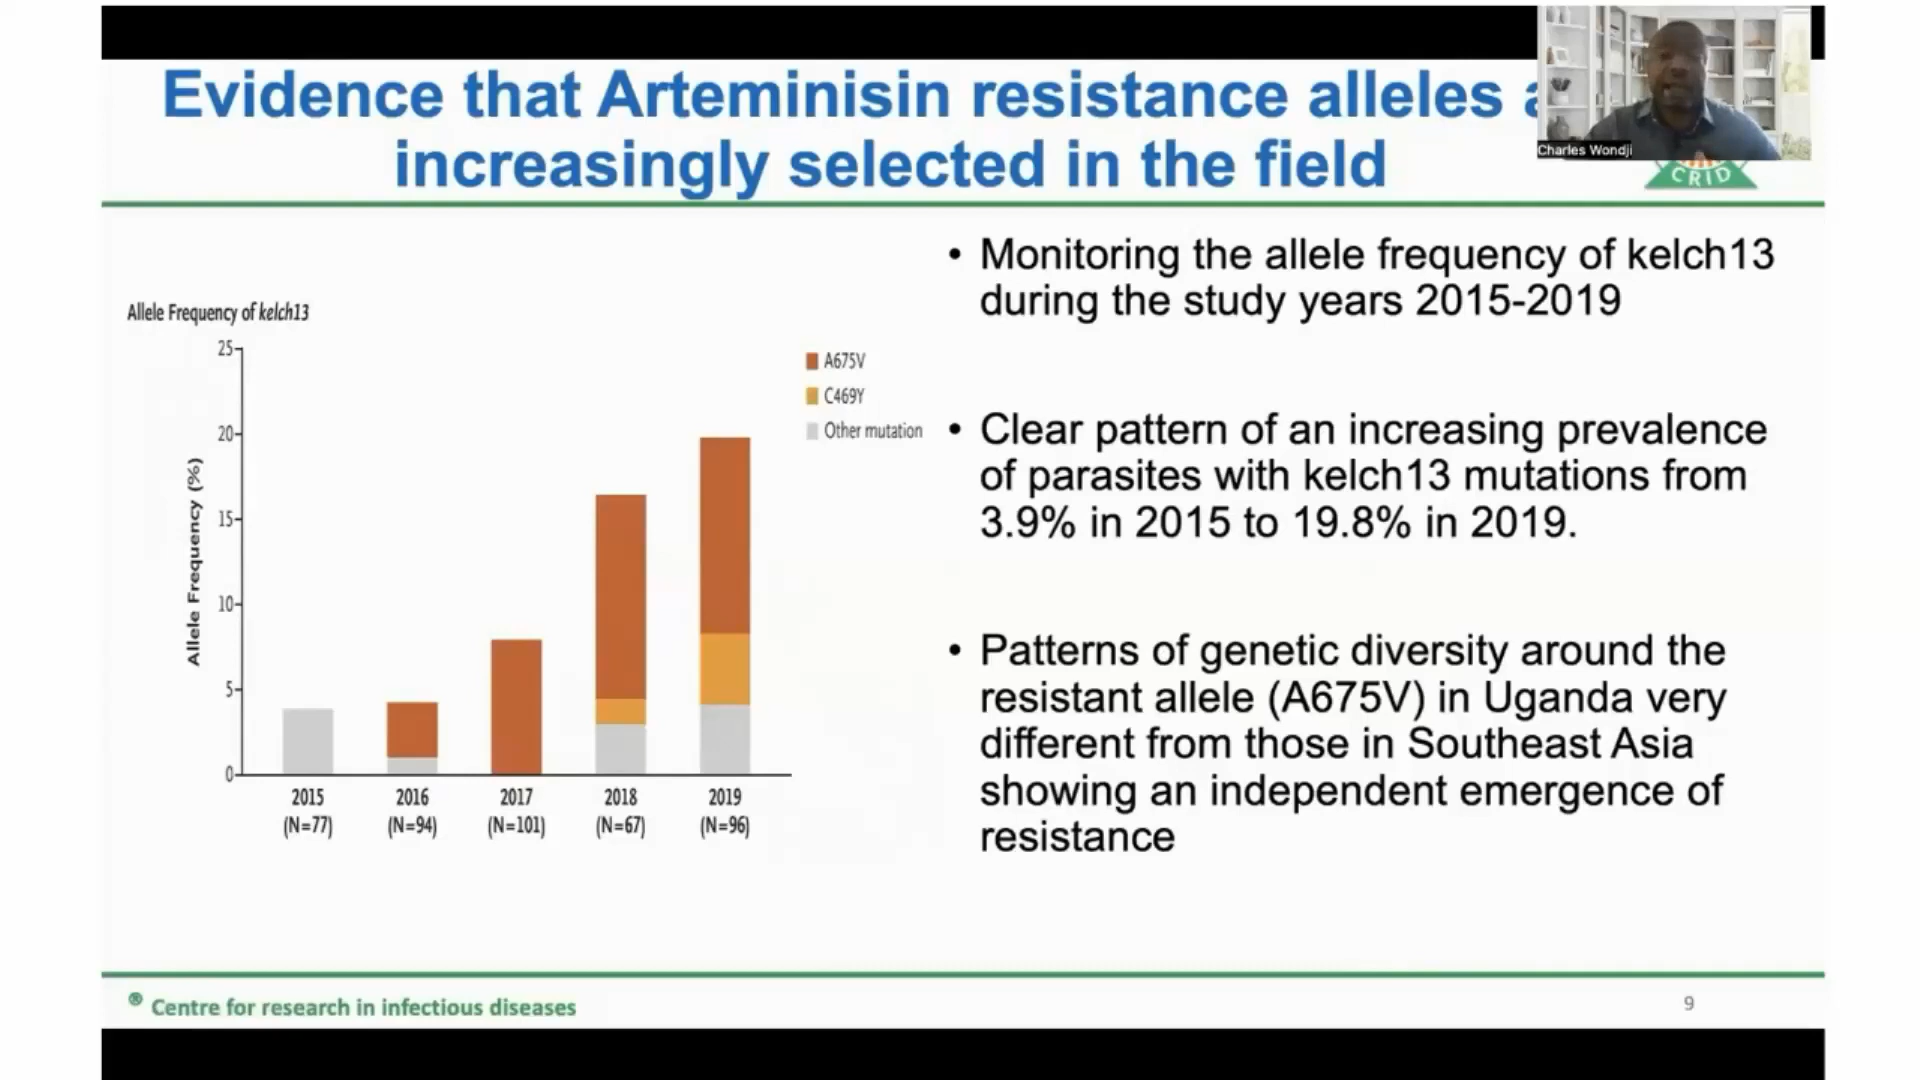 Evidence that Arteminisin resistance alleles
increasingly selected in the field
Charles Wondji
CRID
Allele Frequency of kelch13
Allele Frequency (%)
25
20
15
10
5
0
2015
(N=77)
2016
(N=94)
2017
(N=101)
2018
(N=67)
2019
(N=96)
A675V
C469Y
Other mutation
• Monitoring the allele frequency of kelch13
during the study years 2015-2019
• Clear pattern of an increasing prevalence
of parasites with kelch13 mutations from
3.9% in 2015 to 19.8% in 2019.
• Patterns of genetic diversity around the
resistant allele (A675V) in Uganda very
different from those in Southeast Asia
showing an independent emergence of
resistance
® Centre for research in infectious diseases
9